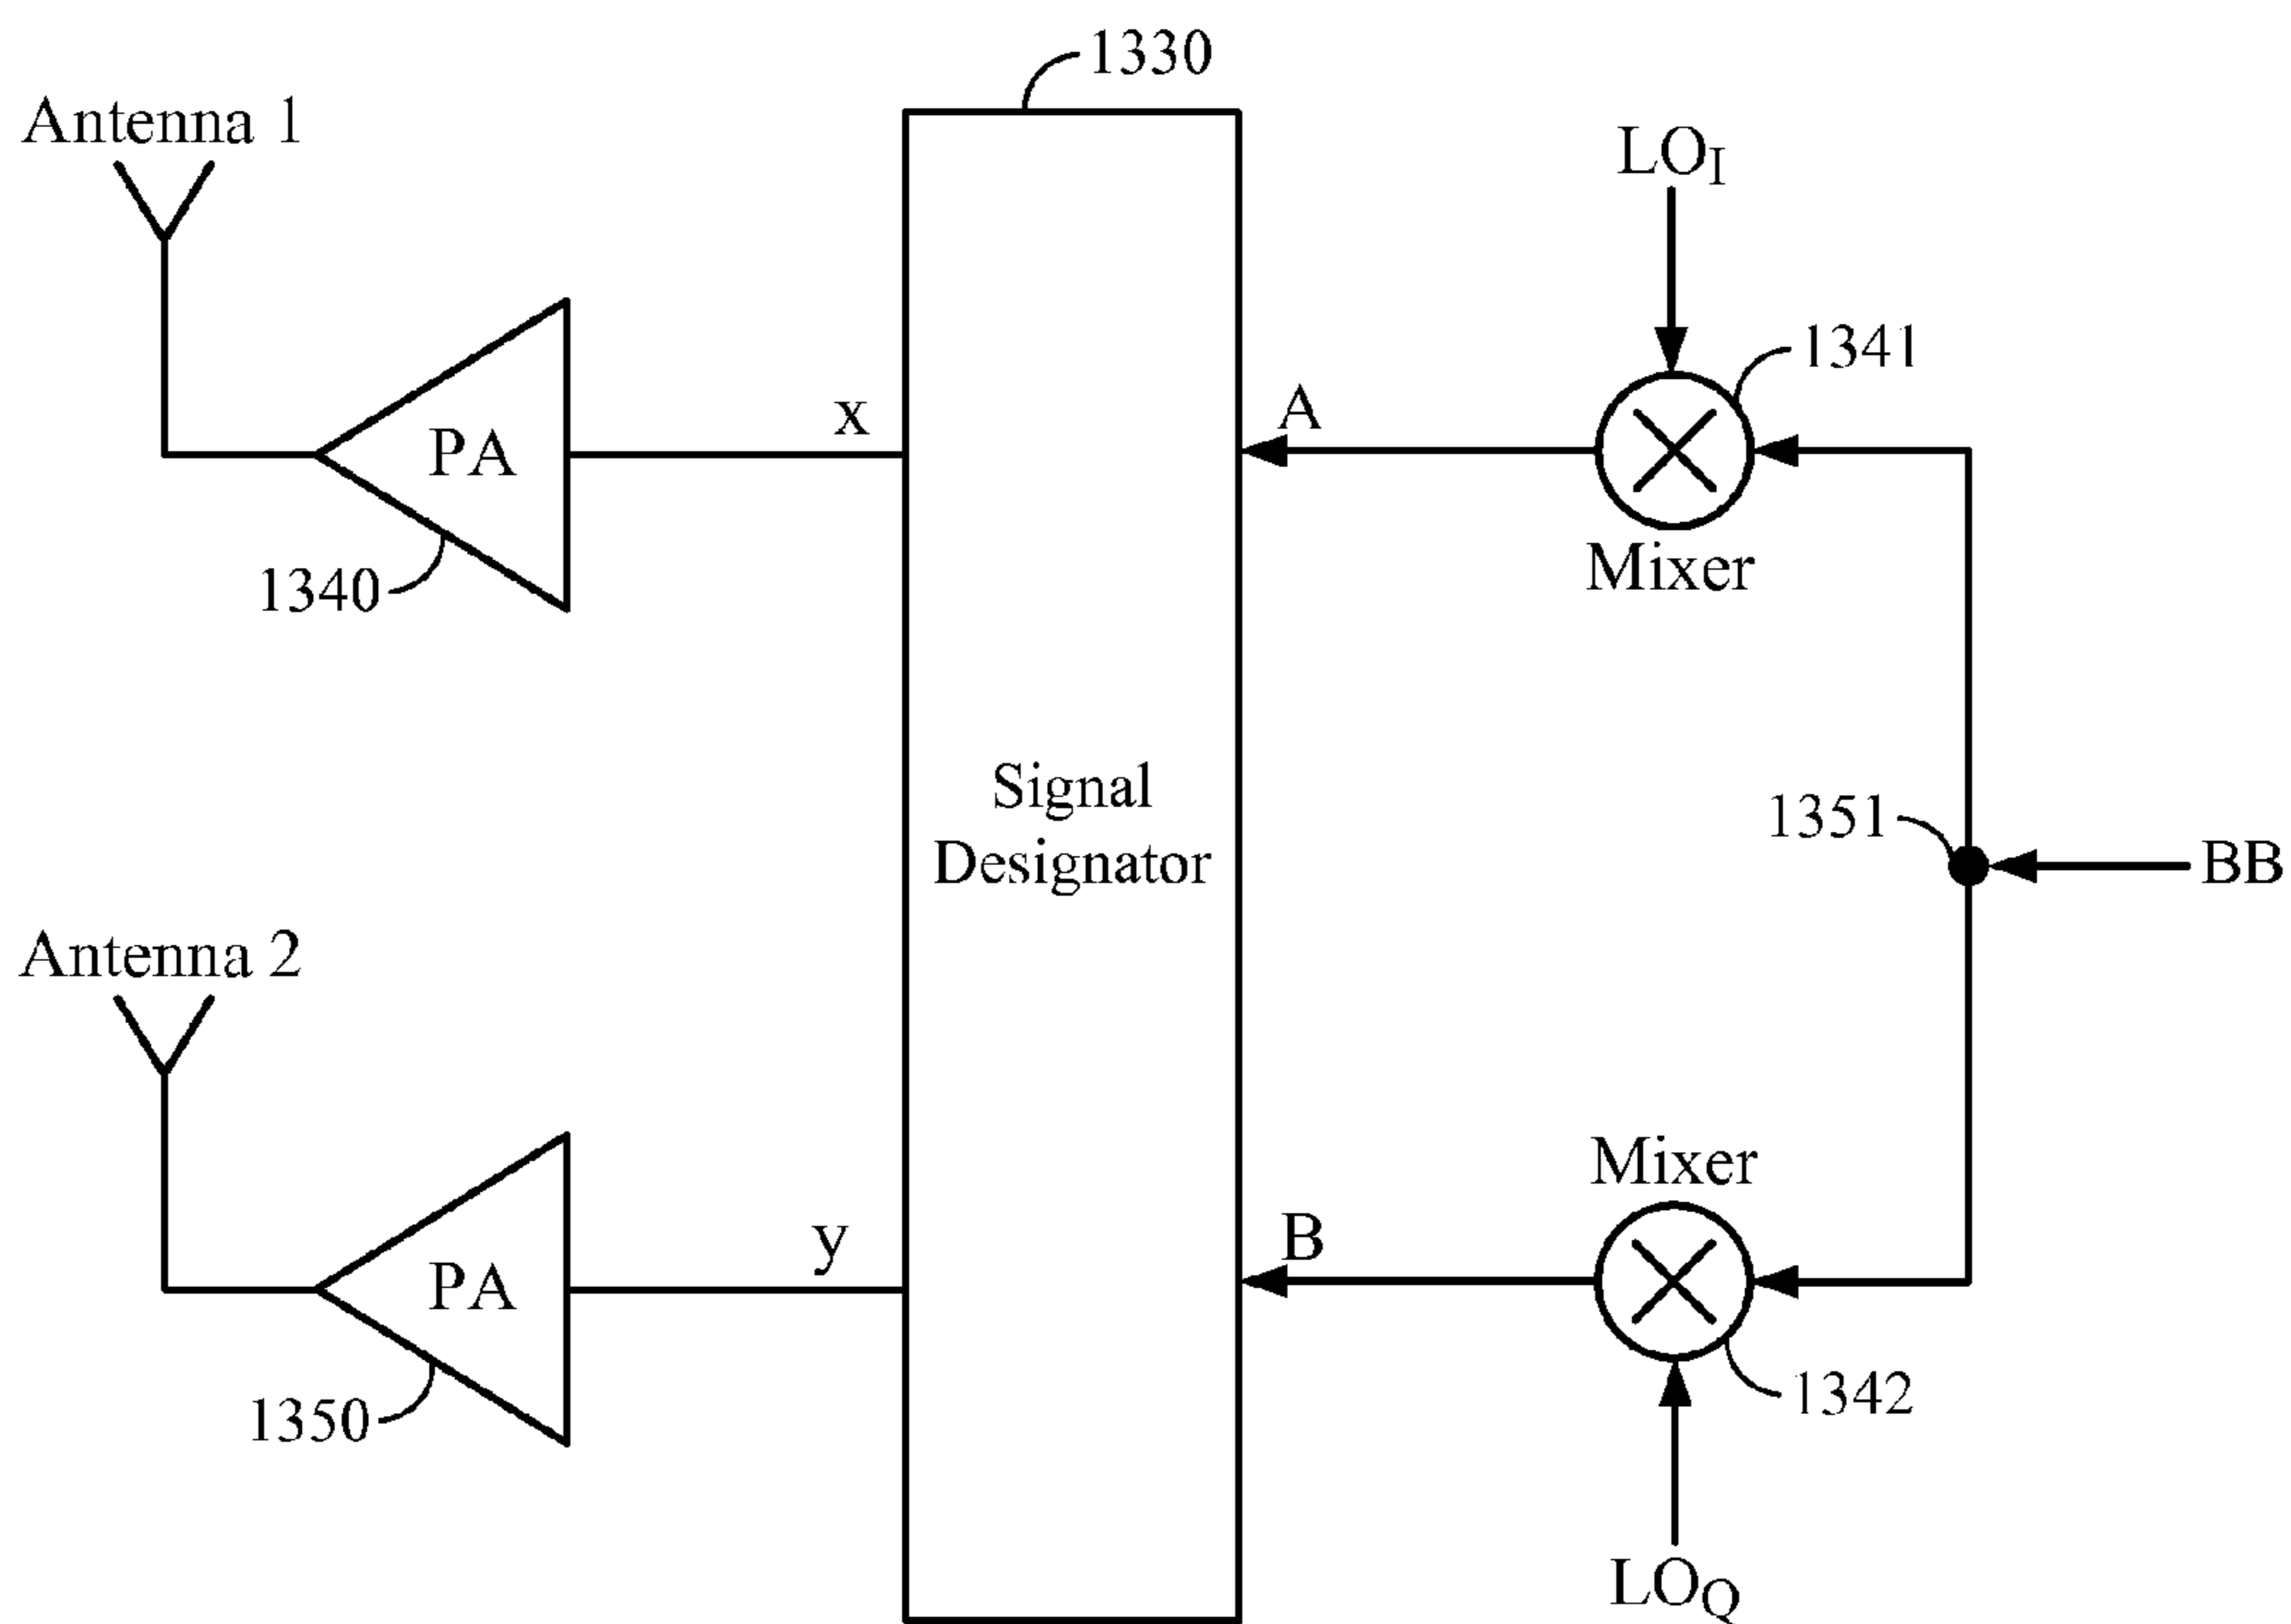 1330
Antenna 1
LOI
1341
A
x
PA
Mixer
1340
Signal
Designator
1351
BB
Antenna 2
Mixer
B
y
PA
1342
1350
LOQ